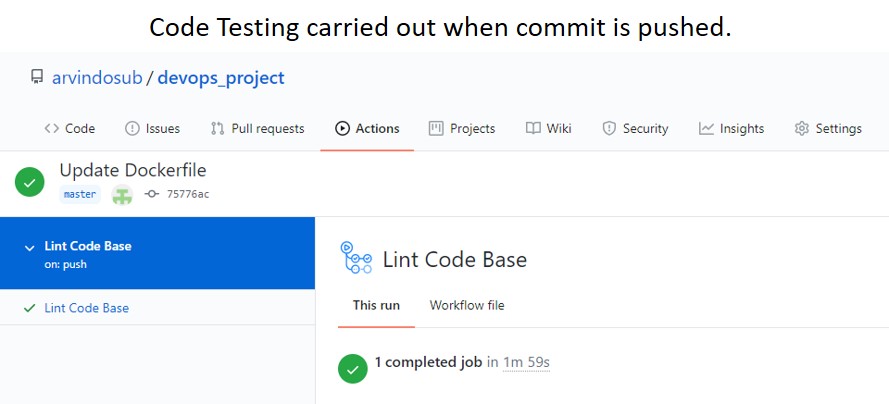 Code Testing carried out when commit is pushed.
arvindosub / devops_project
Code Issues Pull requests Actions Projects Wiki Security Insights Settings
Update Dockerfile
master 75776ac
Lint Code Base
on: push
Lint Code Base
Lint Code Base
This run Workflow file
1 completed job in 1m 59s